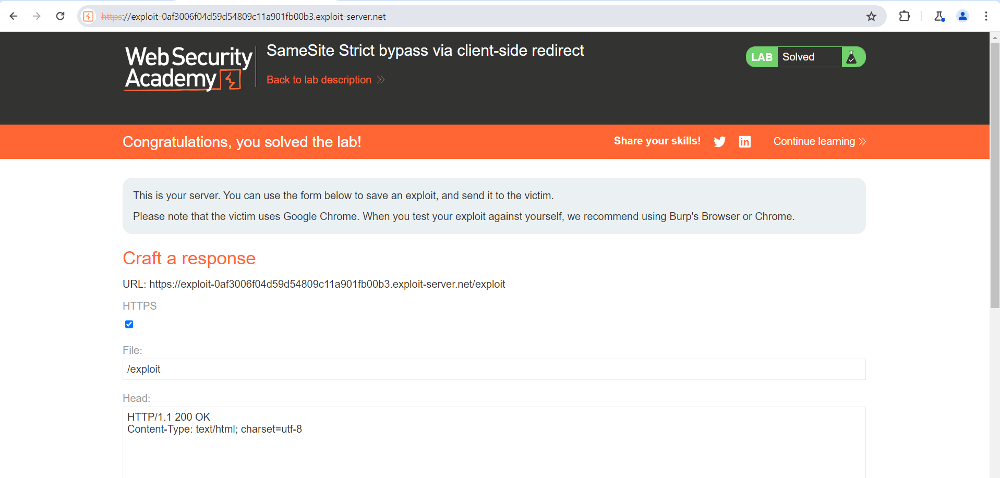 https://exploit-0af3006f04d59d54809c11a901fb00b3.exploit-server.net
Web Security
Academy
SameSite Strict bypass via client-side redirect
Back to lab description
LAB Solved
Congratulations, you solved the lab!
Share your skills!
Continue learning
This is your server. You can use the form below to save an exploit, and send it to the victim.
Please note that the victim uses Google Chrome. When you test your exploit against yourself, we recommend using Burp's Browser or Chrome.
Craft a response
URL: https://exploit-0af3006f04d59d54809c11a901fb00b3.exploit-server.net/exploit
HTTPS
File:
/exploit
Head:
HTTP/1.1 200 OK
Content-Type: text/html; charset=utf-8